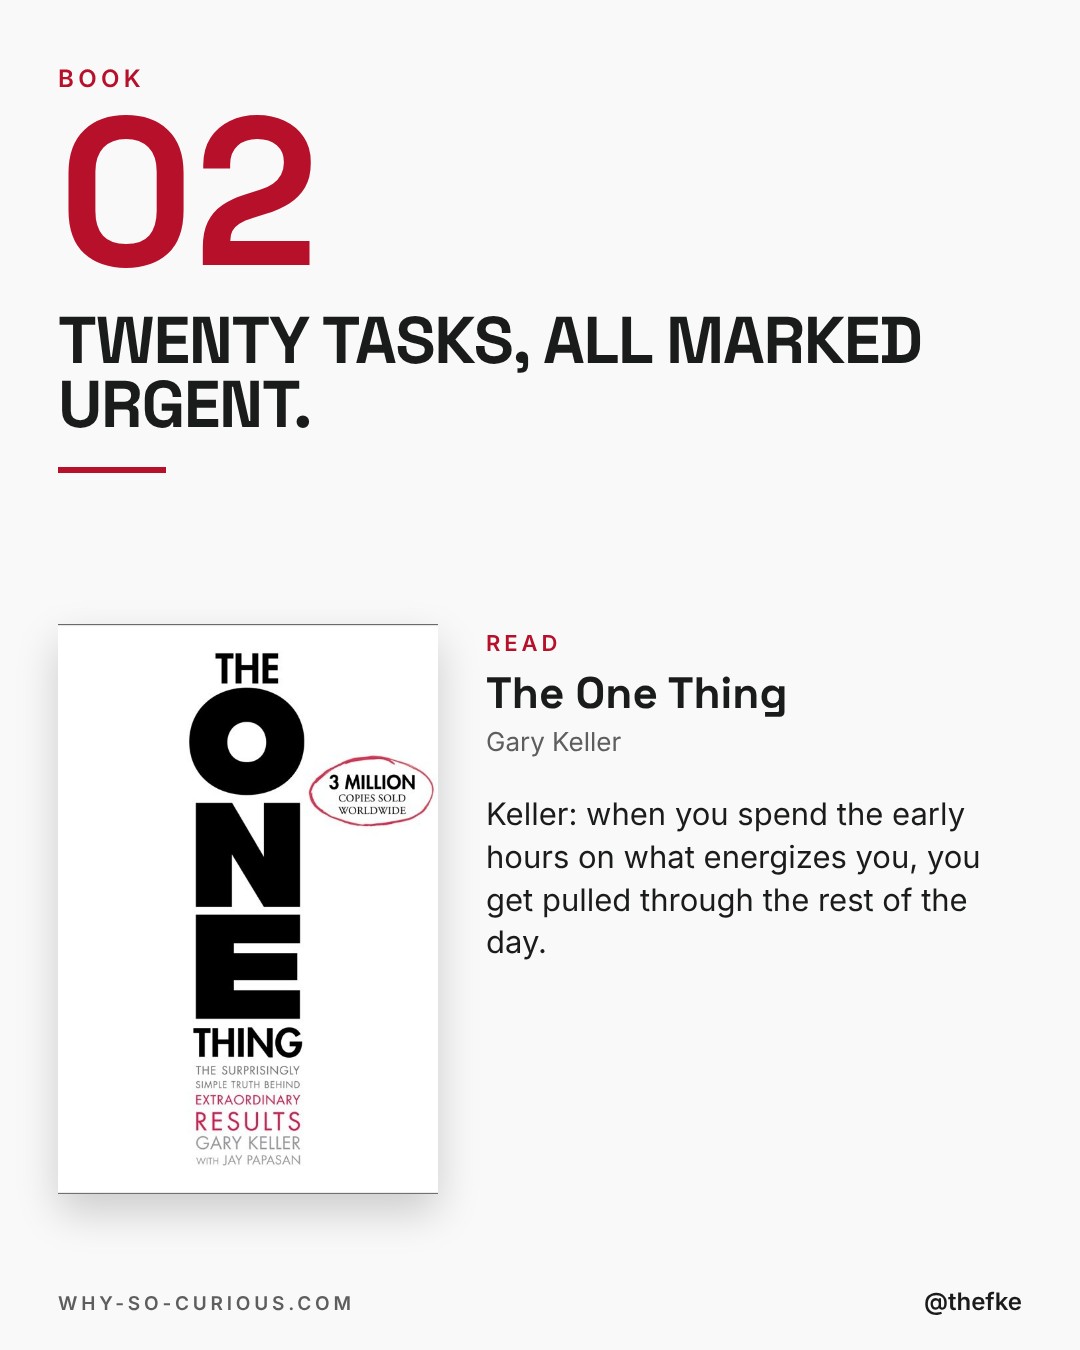 BOOK
02
TWENTY TASKS, ALL MARKED
URGENT.
THE
ONE
THING
3 MILLION
COPIES SOLD
WORLDWIDE
THE SURPRISINGLY
SIMPLE TRUTH BEHIND
EXTRAORDINARY
RESULTS
GARY KELLER
WITH JAY PAPASAN
READ
The One Thing
Gary Keller
Keller: when you spend the early
hours on what energizes you, you
get pulled through the rest of the
day.
WHY-SO-CURIOUS.COM
@thefke